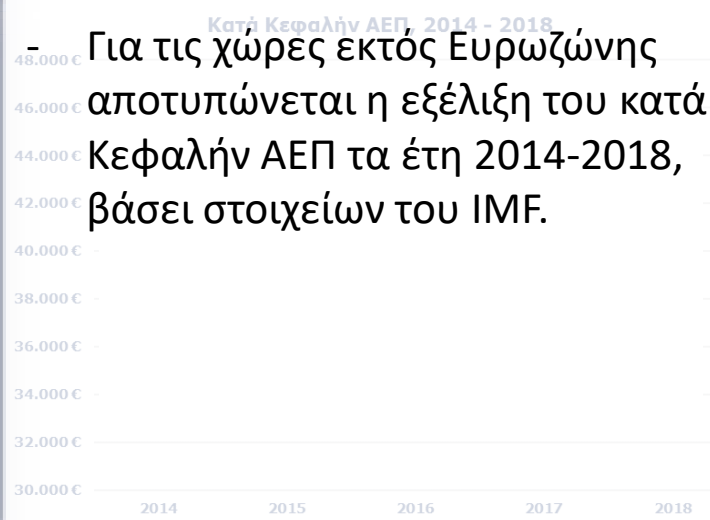 Κατά Κεφαλήν ΑΕΠ, 2014 - 2018
- Για τις χώρες εκτός Ευρωζώνης
αποτυπώνεται η εξέλιξη του κατά
Κεφαλήν ΑΕΠ τα έτη 2014-2018,
βάσει στοιχείων του IMF.
48.000 €
46.000 €
44.000 €
42.000 €
40.000 €
38.000 €
36.000 €
34.000 €
32.000 €
30.000 €
2014 2015 2016 2017 2018